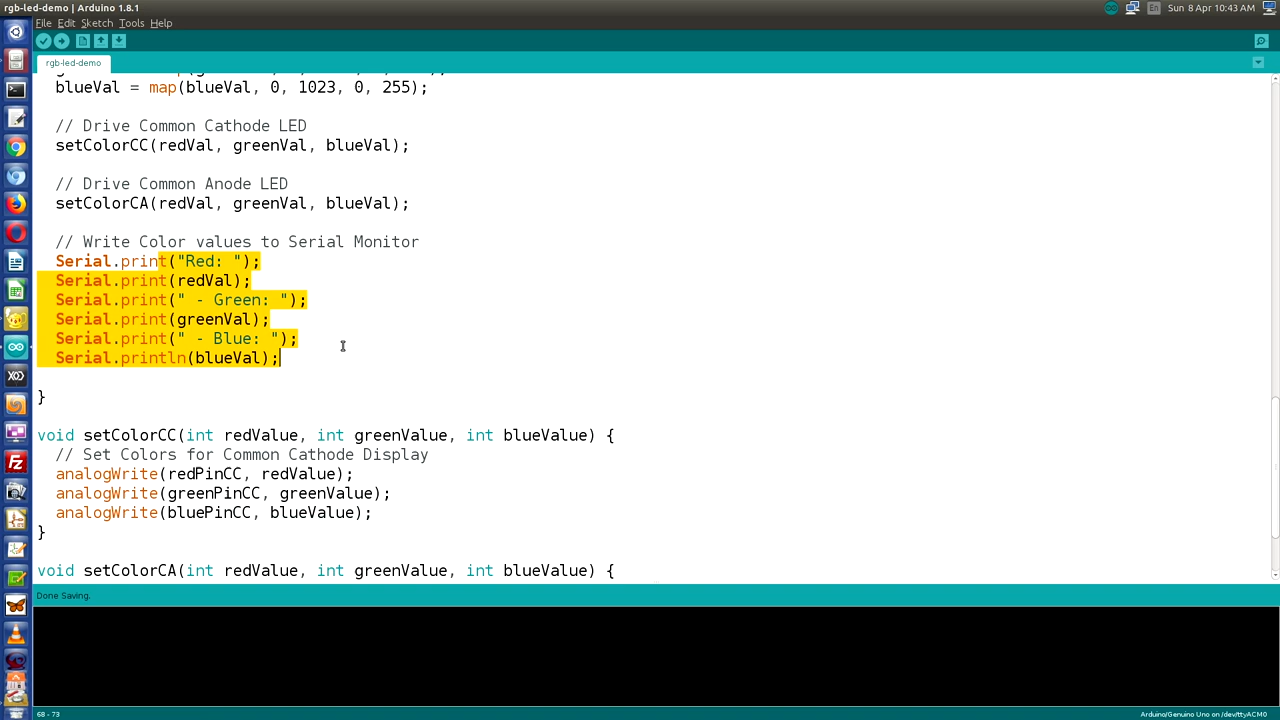 rgb-led-demo | Arduino 1.8.1
En
Sun 8 Apr 10:43 AM
File Edit Sketch Tools Help
rgb-led-demo
blueVal = map(blueVal, 0, 1023, 0, 255);
// Drive Common Cathode LED
setColorCC(redVal, greenVal, blueVal);
// Drive Common Anode LED
setColorCA(redVal, greenVal, blueVal);
// Write Color values to Serial Monitor
Serial.print("Red: ");
Serial.print(redVal);
Serial.print(" - Green: ");
Serial.print(greenVal);
Serial.print(" - Blue: ");
Serial.println(blueVal);
}
void setColorCC(int redValue, int greenValue, int blueValue) {
// Set Colors for Common Cathode Display
analogWrite(redPinCC, redValue);
analogWrite(greenPinCC, greenValue);
analogWrite(bluePinCC, blueValue);
}
void setColorCA(int redValue, int greenValue, int blueValue) {
Done Saving.
68 - 73
Arduino/Genuino Uno on /dev/ttyACM0